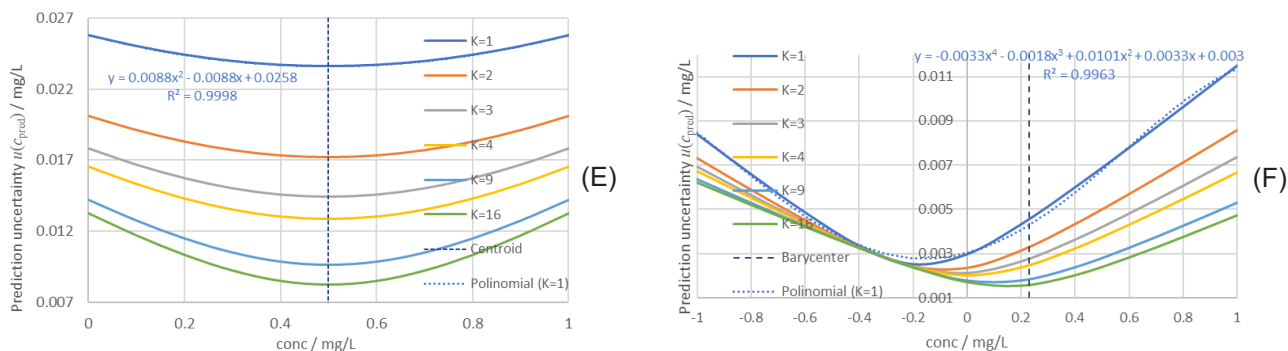 0.027
0.022
0.017
0.012
0.007
Prediction uncertainty u(c_pred) / mg/L
y = 0.0088x² - 0.0088x + 0.0258
R² = 0.9998
K=1
K=2
K=3
K=4
K=9
K=16
Centroid
Polinomial (K=1)
0 0.2 0.4 0.6 0.8 1
conc / mg/L
(E)
Prediction uncertainty u(c_pred) / mg/L
y = -0.0033x⁴ - 0.0018x³ + 0.0101x² + 0.0033x + 0.003
R² = 0.9963
0.011
0.009
0.007
0.005
0.003
0.001
K=1
K=2
K=3
K=4
K=9
K=16
Barycenter
Polinomial (K=1)
-1 -0.8 -0.6 -0.4 -0.2 0 0.2 0.4 0.6 0.8 1
conc / mg/L
(F)